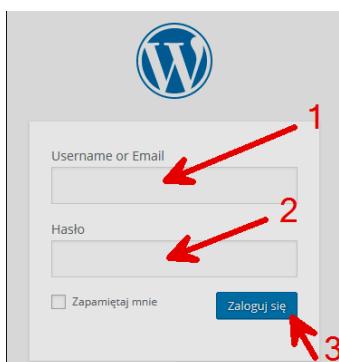 1
Username or Email
2
Hasło
Zapamiętaj mnie
Zaloguj się
3